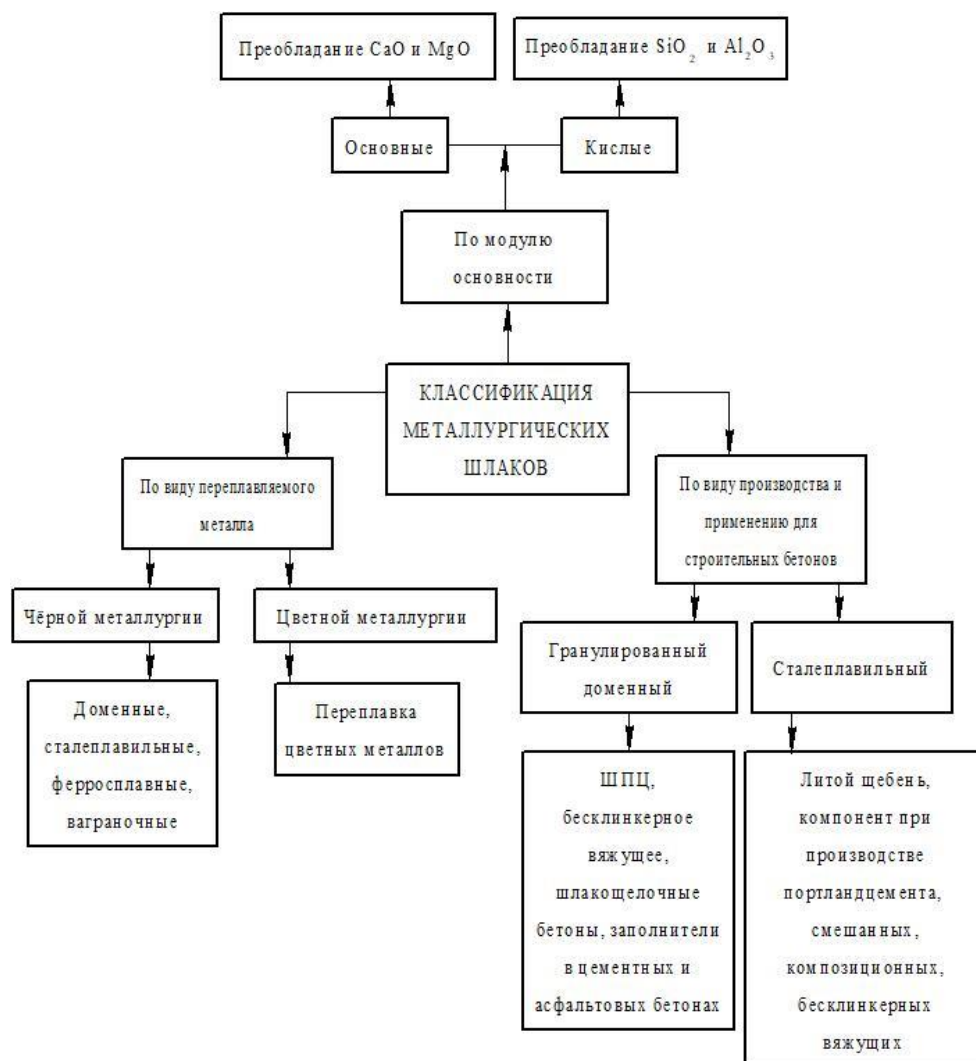 Преобладание CaO и MgO
Преобладание SiO₂ и Al₂O₃
Основные
Кислые
По модулю
основности
КЛАССИФИКАЦИЯ
МЕТАЛЛУРГИЧЕСКИХ
ШЛАКОВ
По виду переплавляемого
металла
По виду производства и
применению для
строительных бетонов
Чёрной металлургии
Цветной металлургии
Гранулированный
доменный
Сталеплавильный
Доменные,
сталеплавильные,
ферросплавные,
ваграночные
Переплавка
цветных металлов
ШПЦ,
бесклинкерное
вяжущее,
шлакощелочные
бетоны, заполнители
в цементных и
асфальтовых бетонах
Литой щебень,
компонент при
производстве
портландцемента,
смешанных,
композиционных,
бесклинкерных
вяжущих